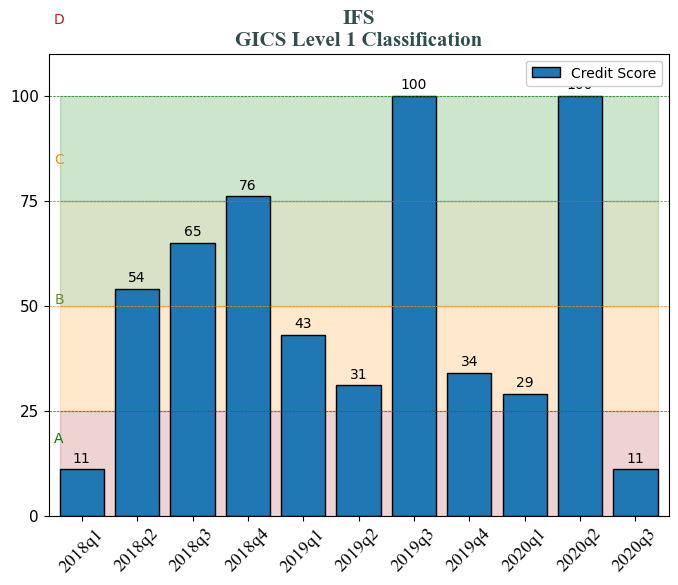 D
IFS
GICS Level 1 Classification
Credit Score
100
100
75
50
25
0
C
B
A
11
54
65
76
43
31
100
34
29
11
2018q1
2018q2
2018q3
2018q4
2019q1
2019q2
2019q3
2019q4
2020q1
2020q2
2020q3